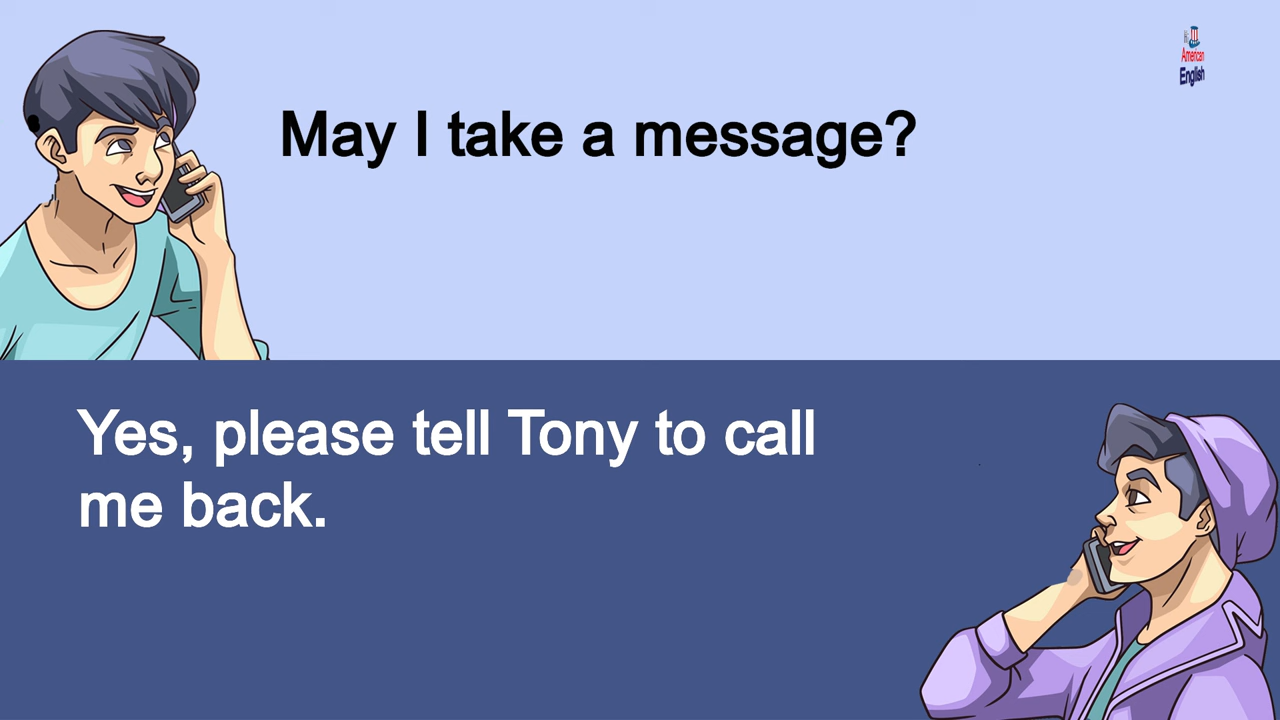 American
English
May I take a message?
Yes, please tell Tony to call
me back.